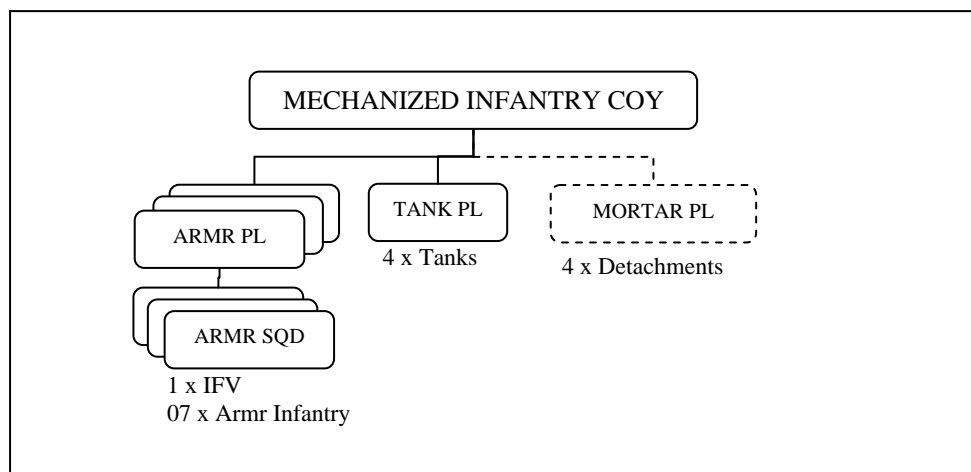 MECHANIZED INFANTRY COY
ARMR PL
TANK PL
MORTAR PL
4 x Tanks
4 x Detachments
ARMR SQD
1 x IFV
07 x Armr Infantry